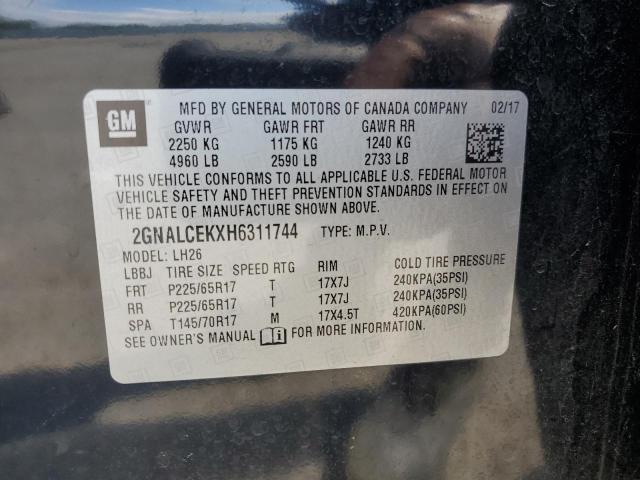 GM MFD BY GENERAL MOTORS OF CANADA COMPANY 02/17
GVWR GAWR FRT GAWR RR
2250 KG 1175 KG 1240 KG
4960 LB 2590 LB 2733 LB
THIS VEHICLE CONFORMS TO ALL APPLICABLE U.S. FEDERAL MOTOR
VEHICLE SAFETY AND THEFT PREVENTION STANDARDS IN EFFECT ON
THE DATE OF MANUFACTURE SHOWN ABOVE.
2GNALCEKXH6311744 TYPE: M.P.V.
MODEL: LH26
LBBJ TIRE SIZE SPEED RTG RIM COLD TIRE PRESSURE
FRT P225/65R17 T 17X7J 240KPA(35PSI)
RR P225/65R17 T 17X7J 240KPA(35PSI)
SPA T145/70R17 M 17X4.5T 420KPA(60PSI)
SEE OWNER'S MANUAL FOR MORE INFORMATION.